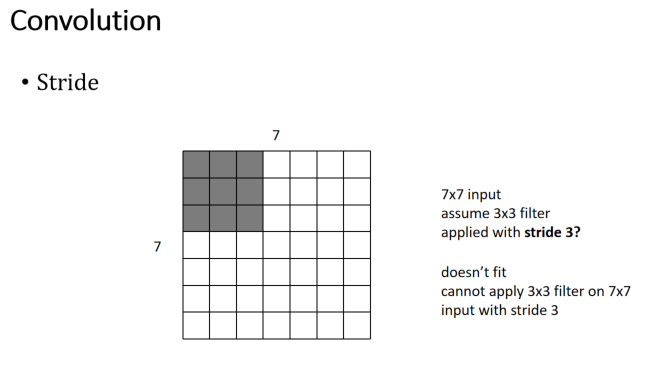 Convolution
• Stride
7
7
7x7 input
assume 3x3 filter
applied with stride 3?
doesn't fit
cannot apply 3x3 filter on 7x7
input with stride 3